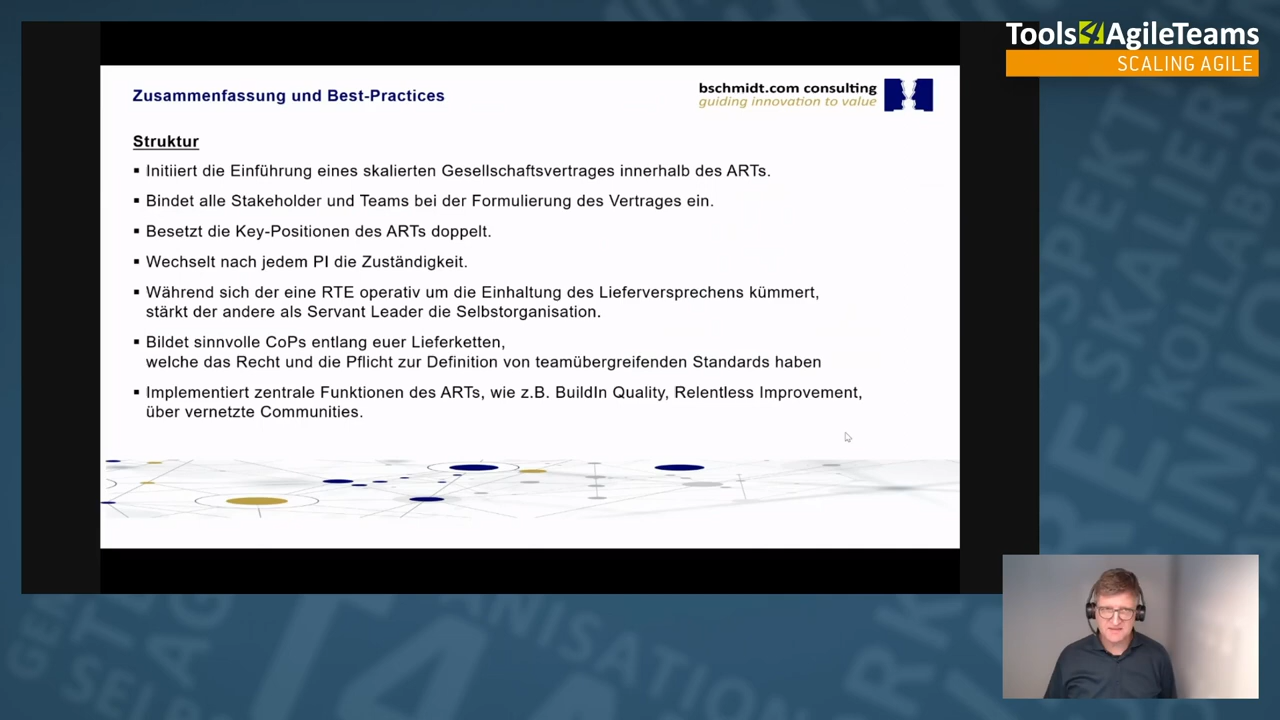 Tools4AgileTeams
SCALING AGILE
Zusammenfassung und Best-Practices
bschmidt.com consulting
guiding innovation to value
Struktur
▪ Initiiert die Einführung eines skalierten Gesellschaftsvertrages innerhalb des ARTs.
▪ Bindet alle Stakeholder und Teams bei der Formulierung des Vertrages ein.
▪ Besetzt die Key-Positionen des ARTs doppelt.
▪ Wechselt nach jedem PI die Zuständigkeit.
▪ Während sich der eine RTE operativ um die Einhaltung des Lieferversprechens kümmert,
stärkt der andere als Servant Leader die Selbstorganisation.
▪ Bildet sinnvolle CoPs entlang euer Lieferketten,
welche das Recht und die Pflicht zur Definition von teamübergreifenden Standards haben
▪ Implementiert zentrale Funktionen des ARTs, wie z.B. BuildIn Quality, Relentless Improvement,
über vernetzte Communities.